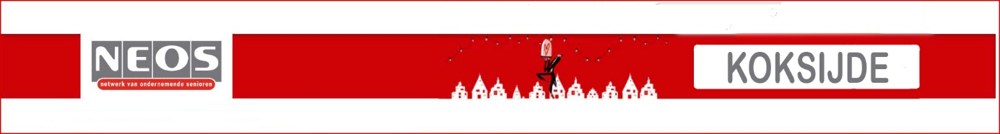 NEOS
netwerk van ondernemende senioren
KOKSIJDE